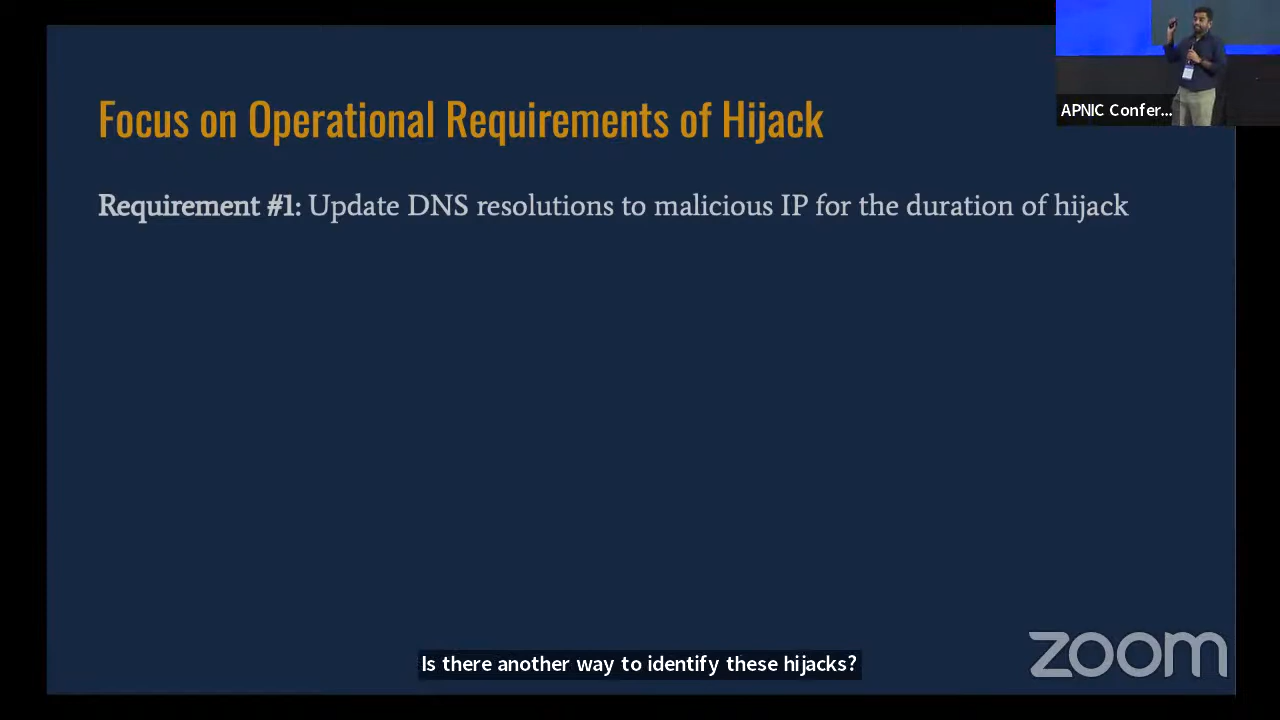 Focus on Operational Requirements of Hijack
APNIC Confer...
Requirement #1: Update DNS resolutions to malicious IP for the duration of hijack
Is there another way to identify these hijacks?
zoom